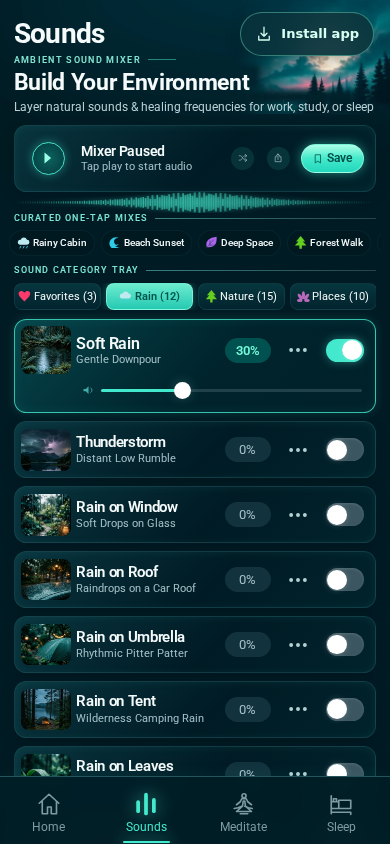 Sounds
Install app
AMBIENT SOUND MIXER
Build Your Environment
Layer natural sounds & healing frequencies for work, study, or sleep
Mixer Paused
Tap play to start audio
Save
CURATED ONE-TAP MIXES
Rainy Cabin
Beach Sunset
Deep Space
Forest Walk
SOUND CATEGORY TRAY
Favorites (3)
Rain (12)
Nature (15)
Places (10)
Soft Rain
Gentle Downpour
30%
Thunderstorm
Distant Low Rumble
0%
Rain on Window
Soft Drops on Glass
0%
Rain on Roof
Raindrops on a Car Roof
0%
Rain on Umbrella
Rhythmic Pitter Patter
0%
Rain on Tent
Wilderness Camping Rain
0%
Rain on Leaves
0%
Home
Sounds
Meditate
Sleep